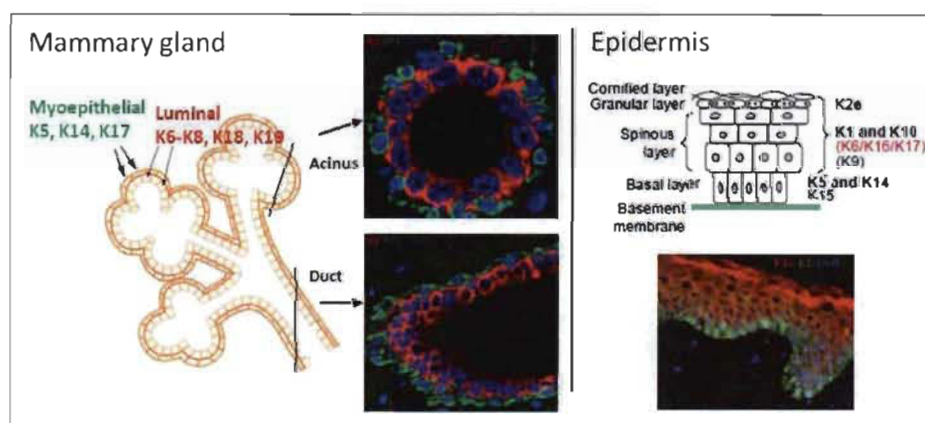 Mammary gland
Myoepithelial
K5, K14, K17
Luminal
K6-K8, K18, K19
Acinus
Duct
Epidermis
Cornified layer
Granular layer
Spinous
layer
Basal layer
Basement
membrane
K2e
K1 and K10
(K6/K16/K17)
(K9)
K5 and K14
K15